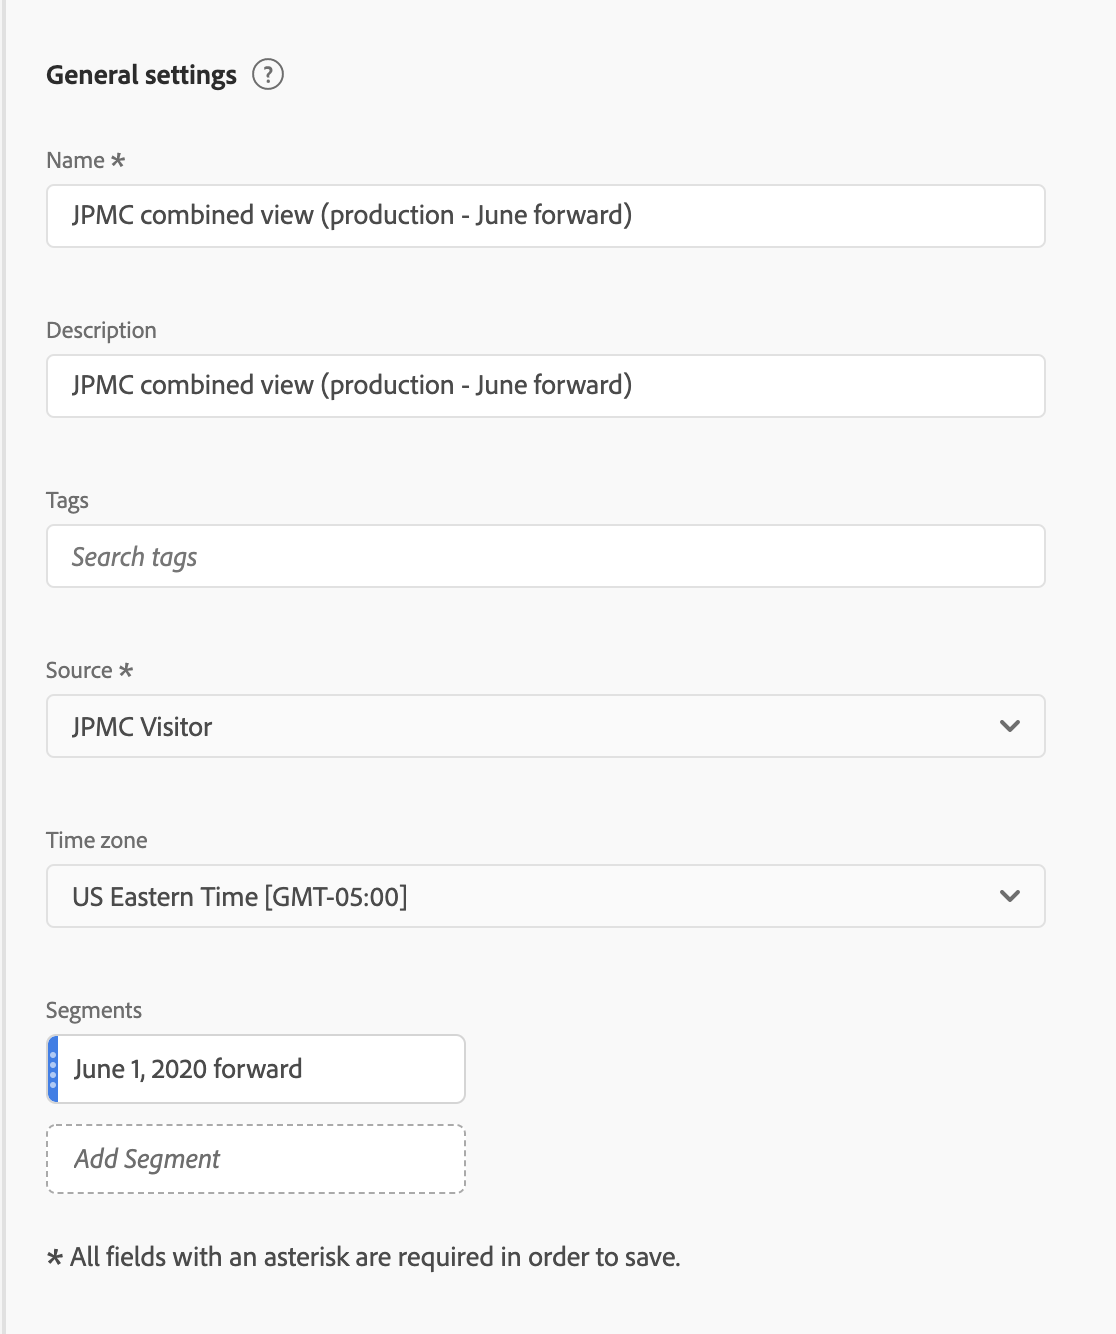 General settings ?
Name *
JPMC combined view (production - June forward)
Description
JPMC combined view (production - June forward)
Tags
Search tags
Source *
JPMC Visitor
Time zone
US Eastern Time [GMT-05:00]
Segments
June 1, 2020 forward
Add Segment
* All fields with an asterisk are required in order to save.